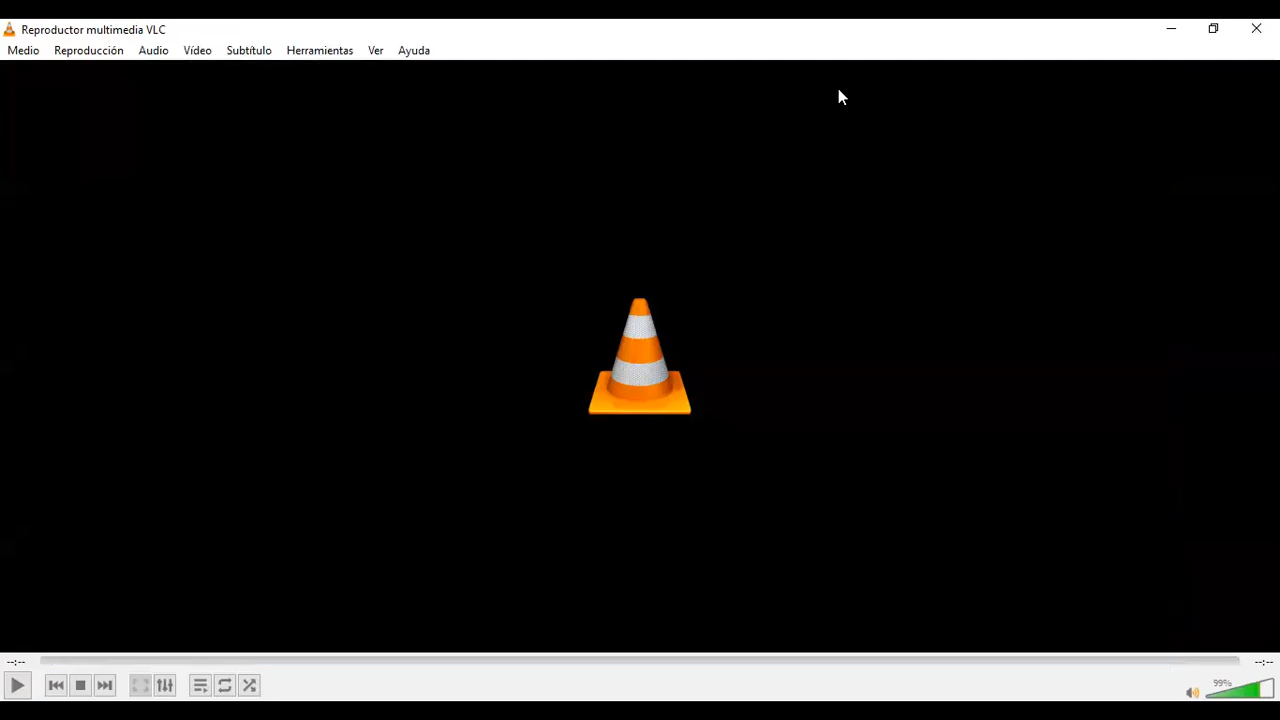 Reproductor multimedia VLC
Medio Reproducción Audio Vídeo Subtítulo Herramientas Ver Ayuda
--:-- --:--
99%